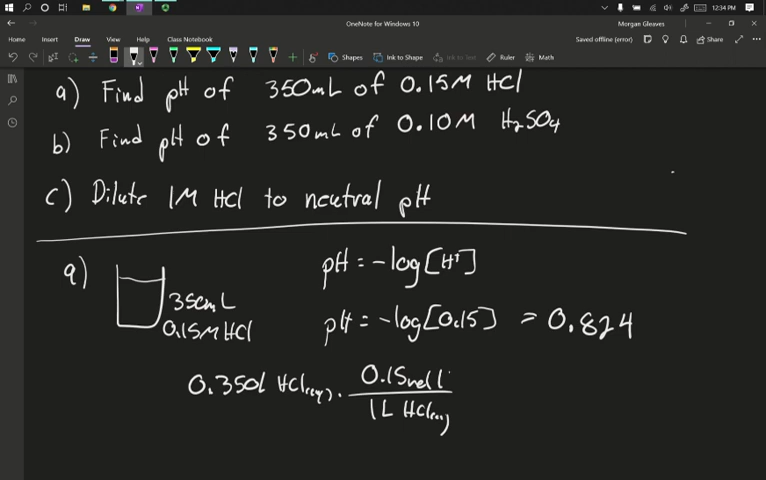 12:34 PM
OneNote for Windows 10
Morgan Gleaves
Home Insert Draw View Help Class Notebook
Saved offline (error) Share
Shapes Ink to Shape Ink to Text Ruler Math
a) Find pH of 350mL of 0.15M HCl
b) Find pH of 350mL of 0.10M H₂SO₄
c) Dilute 1M HCl to neutral pH
a)
pH = -log[H⁺]
350mL
0.15M HCl
pH = -log[0.15] = 0.824
0.350L HCl(aq) · 0.15mol
1L HCl(aq)